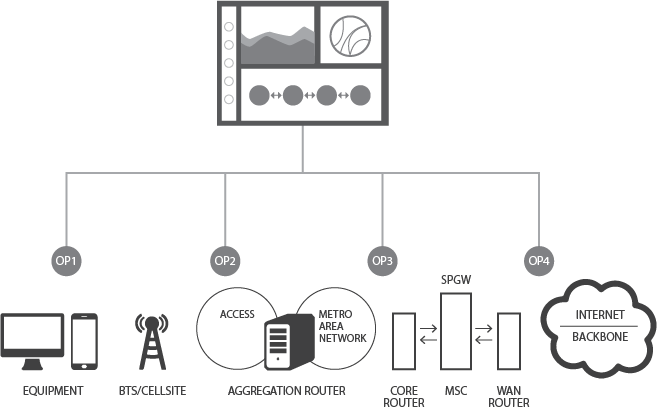 OP1
OP2
OP3
OP4
SPGW
ACCESS
METRO
AREA
NETWORK
INTERNET
BACKBONE
EQUIPMENT
BTS/CELLSITE
AGGREGATION ROUTER
CORE
ROUTER
MSC
WAN
ROUTER